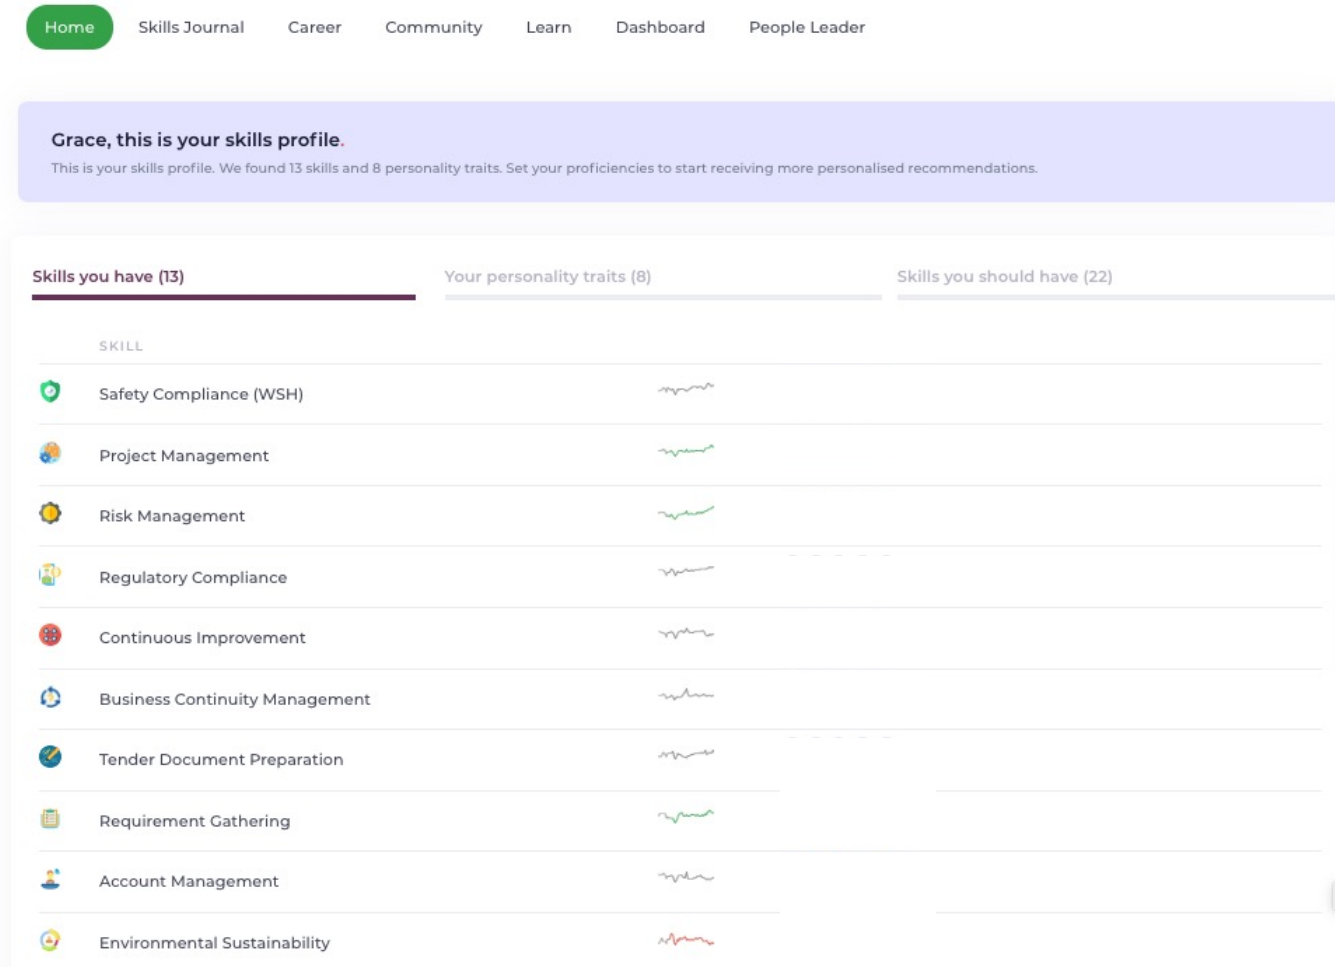 Home Skills Journal Career Community Learn Dashboard People Leader
Grace, this is your skills profile.
This is your skills profile. We found 13 skills and 8 personality traits. Set your proficiencies to start receiving more personalised recommendations.
Skills you have (13) Your personality traits (8) Skills you should have (22)
SKILL
Safety Compliance (WSH)
Project Management
Risk Management
Regulatory Compliance
Continuous Improvement
Business Continuity Management
Tender Document Preparation
Requirement Gathering
Account Management
Environmental Sustainability